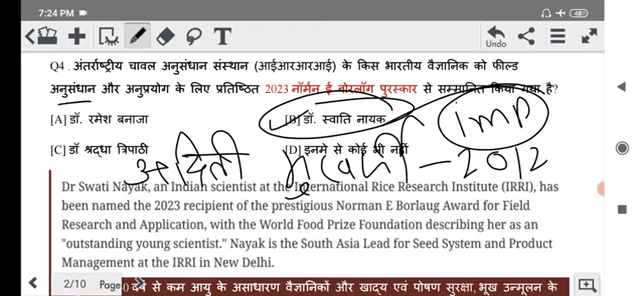 7:24 PM
48
Undo
Share
Q4 . अंतर्राष्ट्रीय चावल अनुसंधान संस्थान (आईआरआरआई) के किस भारतीय वैज्ञानिक को फील्ड
अनुसंधान और अनुप्रयोग के लिए प्रतिष्ठित 2023 नॉर्मन ई बोरलॉग पुरस्कार से सम्मानित किया गया है?
[A] डॉ. रमेश बनाजा [B] डॉ. स्वाति नायक
imp
[C] डॉ श्रद्धा त्रिपाठी [D] इनमे से कोई भी नहीं
अदिती मुखर्जी - 2012
Dr Swati Nayak, an Indian scientist at the International Rice Research Institute (IRRI), has
been named the 2023 recipient of the prestigious Norman E Borlaug Award for Field
Research and Application, with the World Food Prize Foundation describing her as an
"outstanding young scientist." Nayak is the South Asia Lead for Seed System and Product
Management at the IRRI in New Delhi.
2/10 Page
से कम आयु के असाधारण वैज्ञानिकों और खाद्य एवं पोषण सुरक्षा, भूख उन्मूलन के